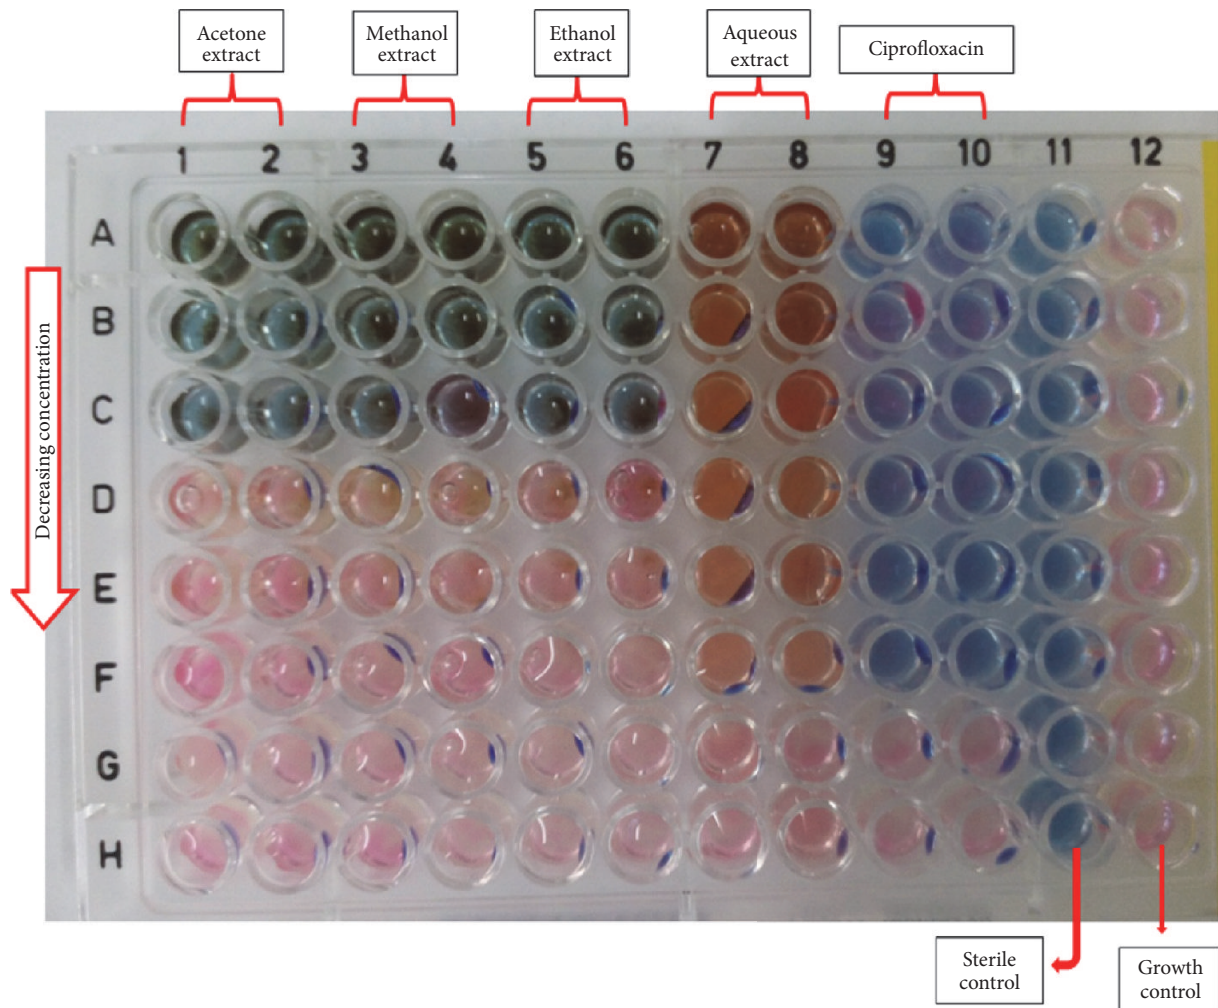 Acetone
extract
Methanol
extract
Ethanol
extract
Aqueous
extract
Ciprofloxacin
1 2 3 4 5 6 7 8 9 10 11 12
A
B
C
D
E
F
G
H
Decreasing concentration
Sterile
control
Growth
control